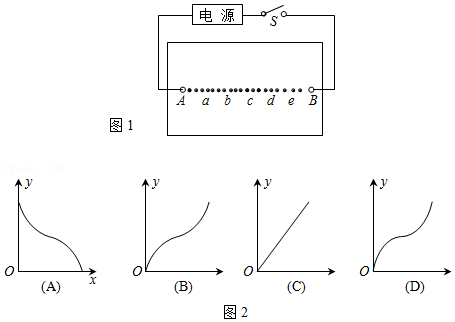 电 源
S
A a b c d e B
图1
y y y y
O O O O
x
(A) (B) (C) (D)
图2